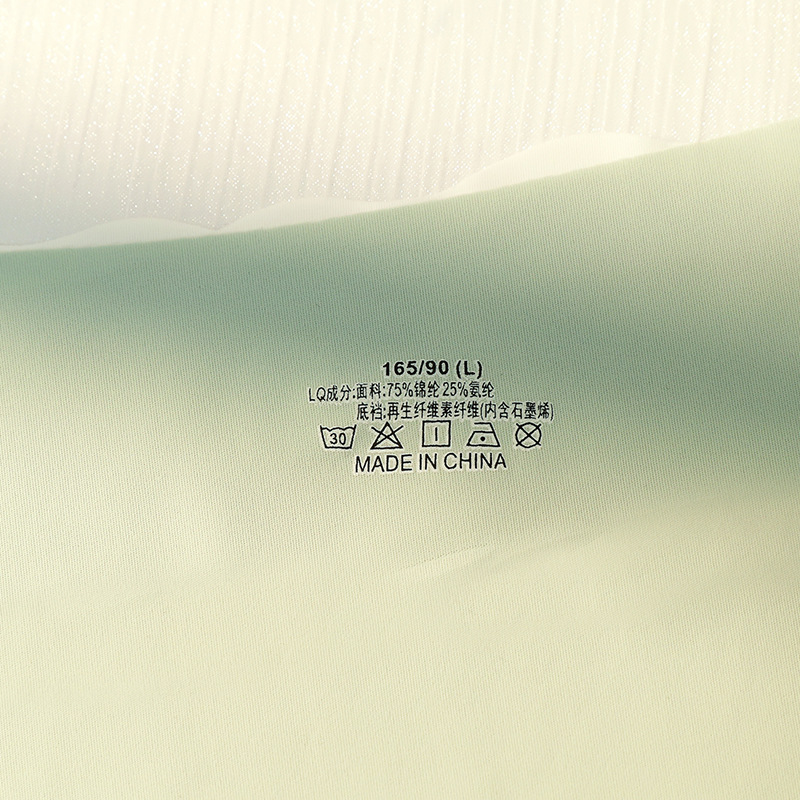 165/90 (L)
LQ成分:面料:75%锦纶 25%氨纶
底裆:再生纤维素纤维(内含石墨烯)
30
MADE IN CHINA